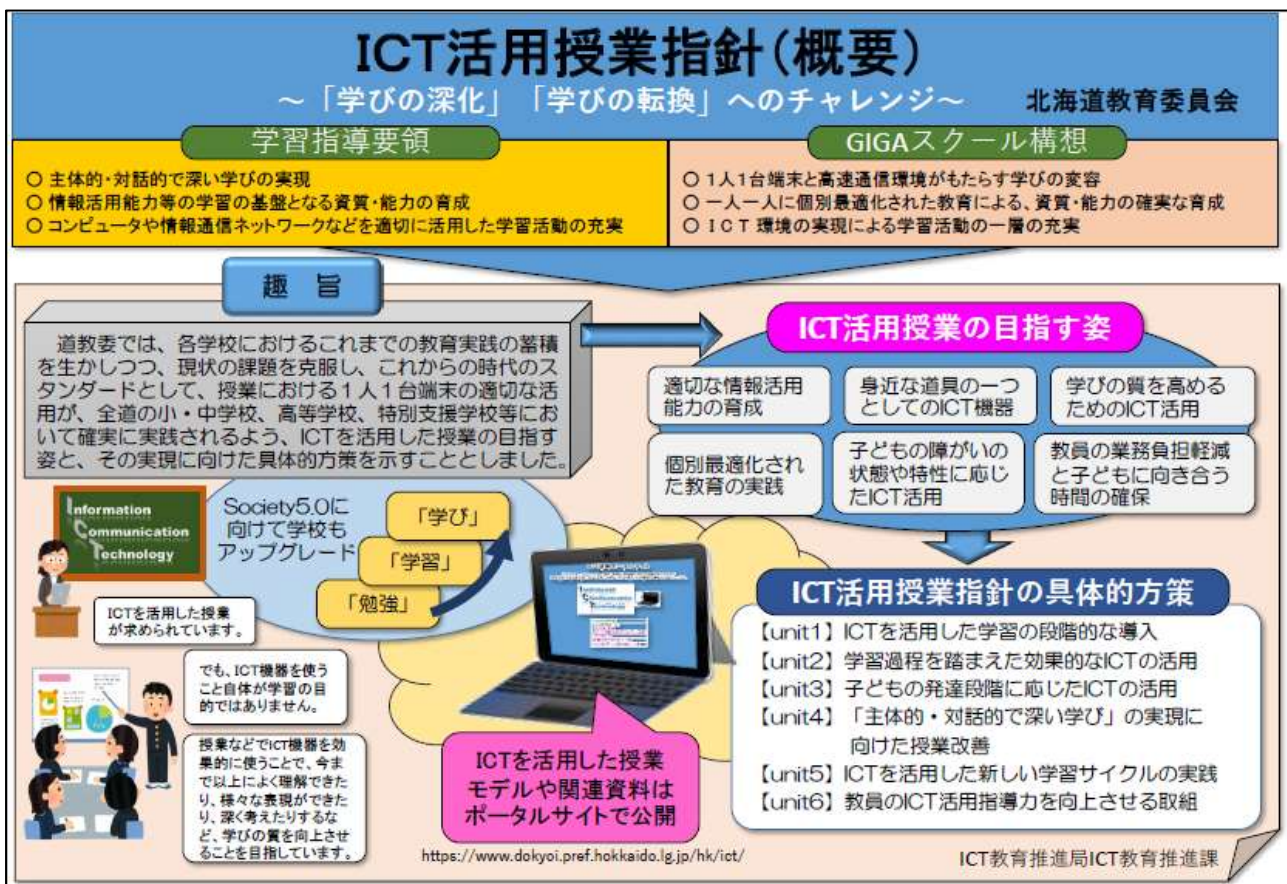 ICT活用授業指針(概要)
～「学びの深化」「学びの転換」へのチャレンジ～
北海道教育委員会
学習指導要領
○ 主体的・対話的で深い学びの実現
○ 情報活用能力等の学習の基盤となる資質・能力の育成
○ コンピュータや情報通信ネットワークなどを適切に活用した学習活動の充実
GIGAスクール構想
○ 1人1台端末と高速通信環境がもたらす学びの変容
○ 一人一人に個別最適化された教育による、資質・能力の確実な育成
○ ICT 環境の実現による学習活動の一層の充実
趣 旨
道教委では、各学校におけるこれまでの教育実践の蓄積
を生かしつつ、現状の課題を克服し、これからの時代のス
タンダードとして、授業における1人1台端末の適切な活
用が、全道の小・中学校、高等学校、特別支援学校等にお
いて確実に実践されるよう、ICTを活用した授業の目指す
姿と、その実現に向けた具体的方策を示すこととしました。
ICT活用授業の目指す姿
適切な情報活用
能力の育成
身近な道具の一つ
としてのICT機器
学びの質を高める
ためのICT活用
個別最適化され
た教育の実践
子どもの障がいの
状態や特性に応じ
たICT活用
教員の業務負担軽減
と子どもに向き合う
時間の確保
Information
Communication
Technology
Society5.0に
向けて学校も
アップグレード
「学び」
「学習」
「勉強」
ICTを活用した授業
が求められています。
でも、ICT機器を使う
こと自体が学習の目
的ではありません。
授業などでICT機器を効
果的に使うことで、今ま
で以上によく理解できた
り、様々な表現ができた
り、深く考えたりするな
ど、学びの質を向上させ
ることを目指しています。
ICTを活用した授業
モデルや関連資料は
ポータルサイトで公開
https://www.dokyoi.pref.hokkaido.lg.jp/hk/ict/
ICT活用授業指針の具体的方策
【unit1】ICTを活用した学習の段階的な導入
【unit2】学習過程を踏まえた効果的なICTの活用
【unit3】子どもの発達段階に応じたICTの活用
【unit4】「主体的・対話的で深い学び」の実現に
向けた授業改善
【unit5】ICTを活用した新しい学習サイクルの実践
【unit6】教員のICT活用指導力を向上させる取組
ICT教育推進局ICT教育推進課